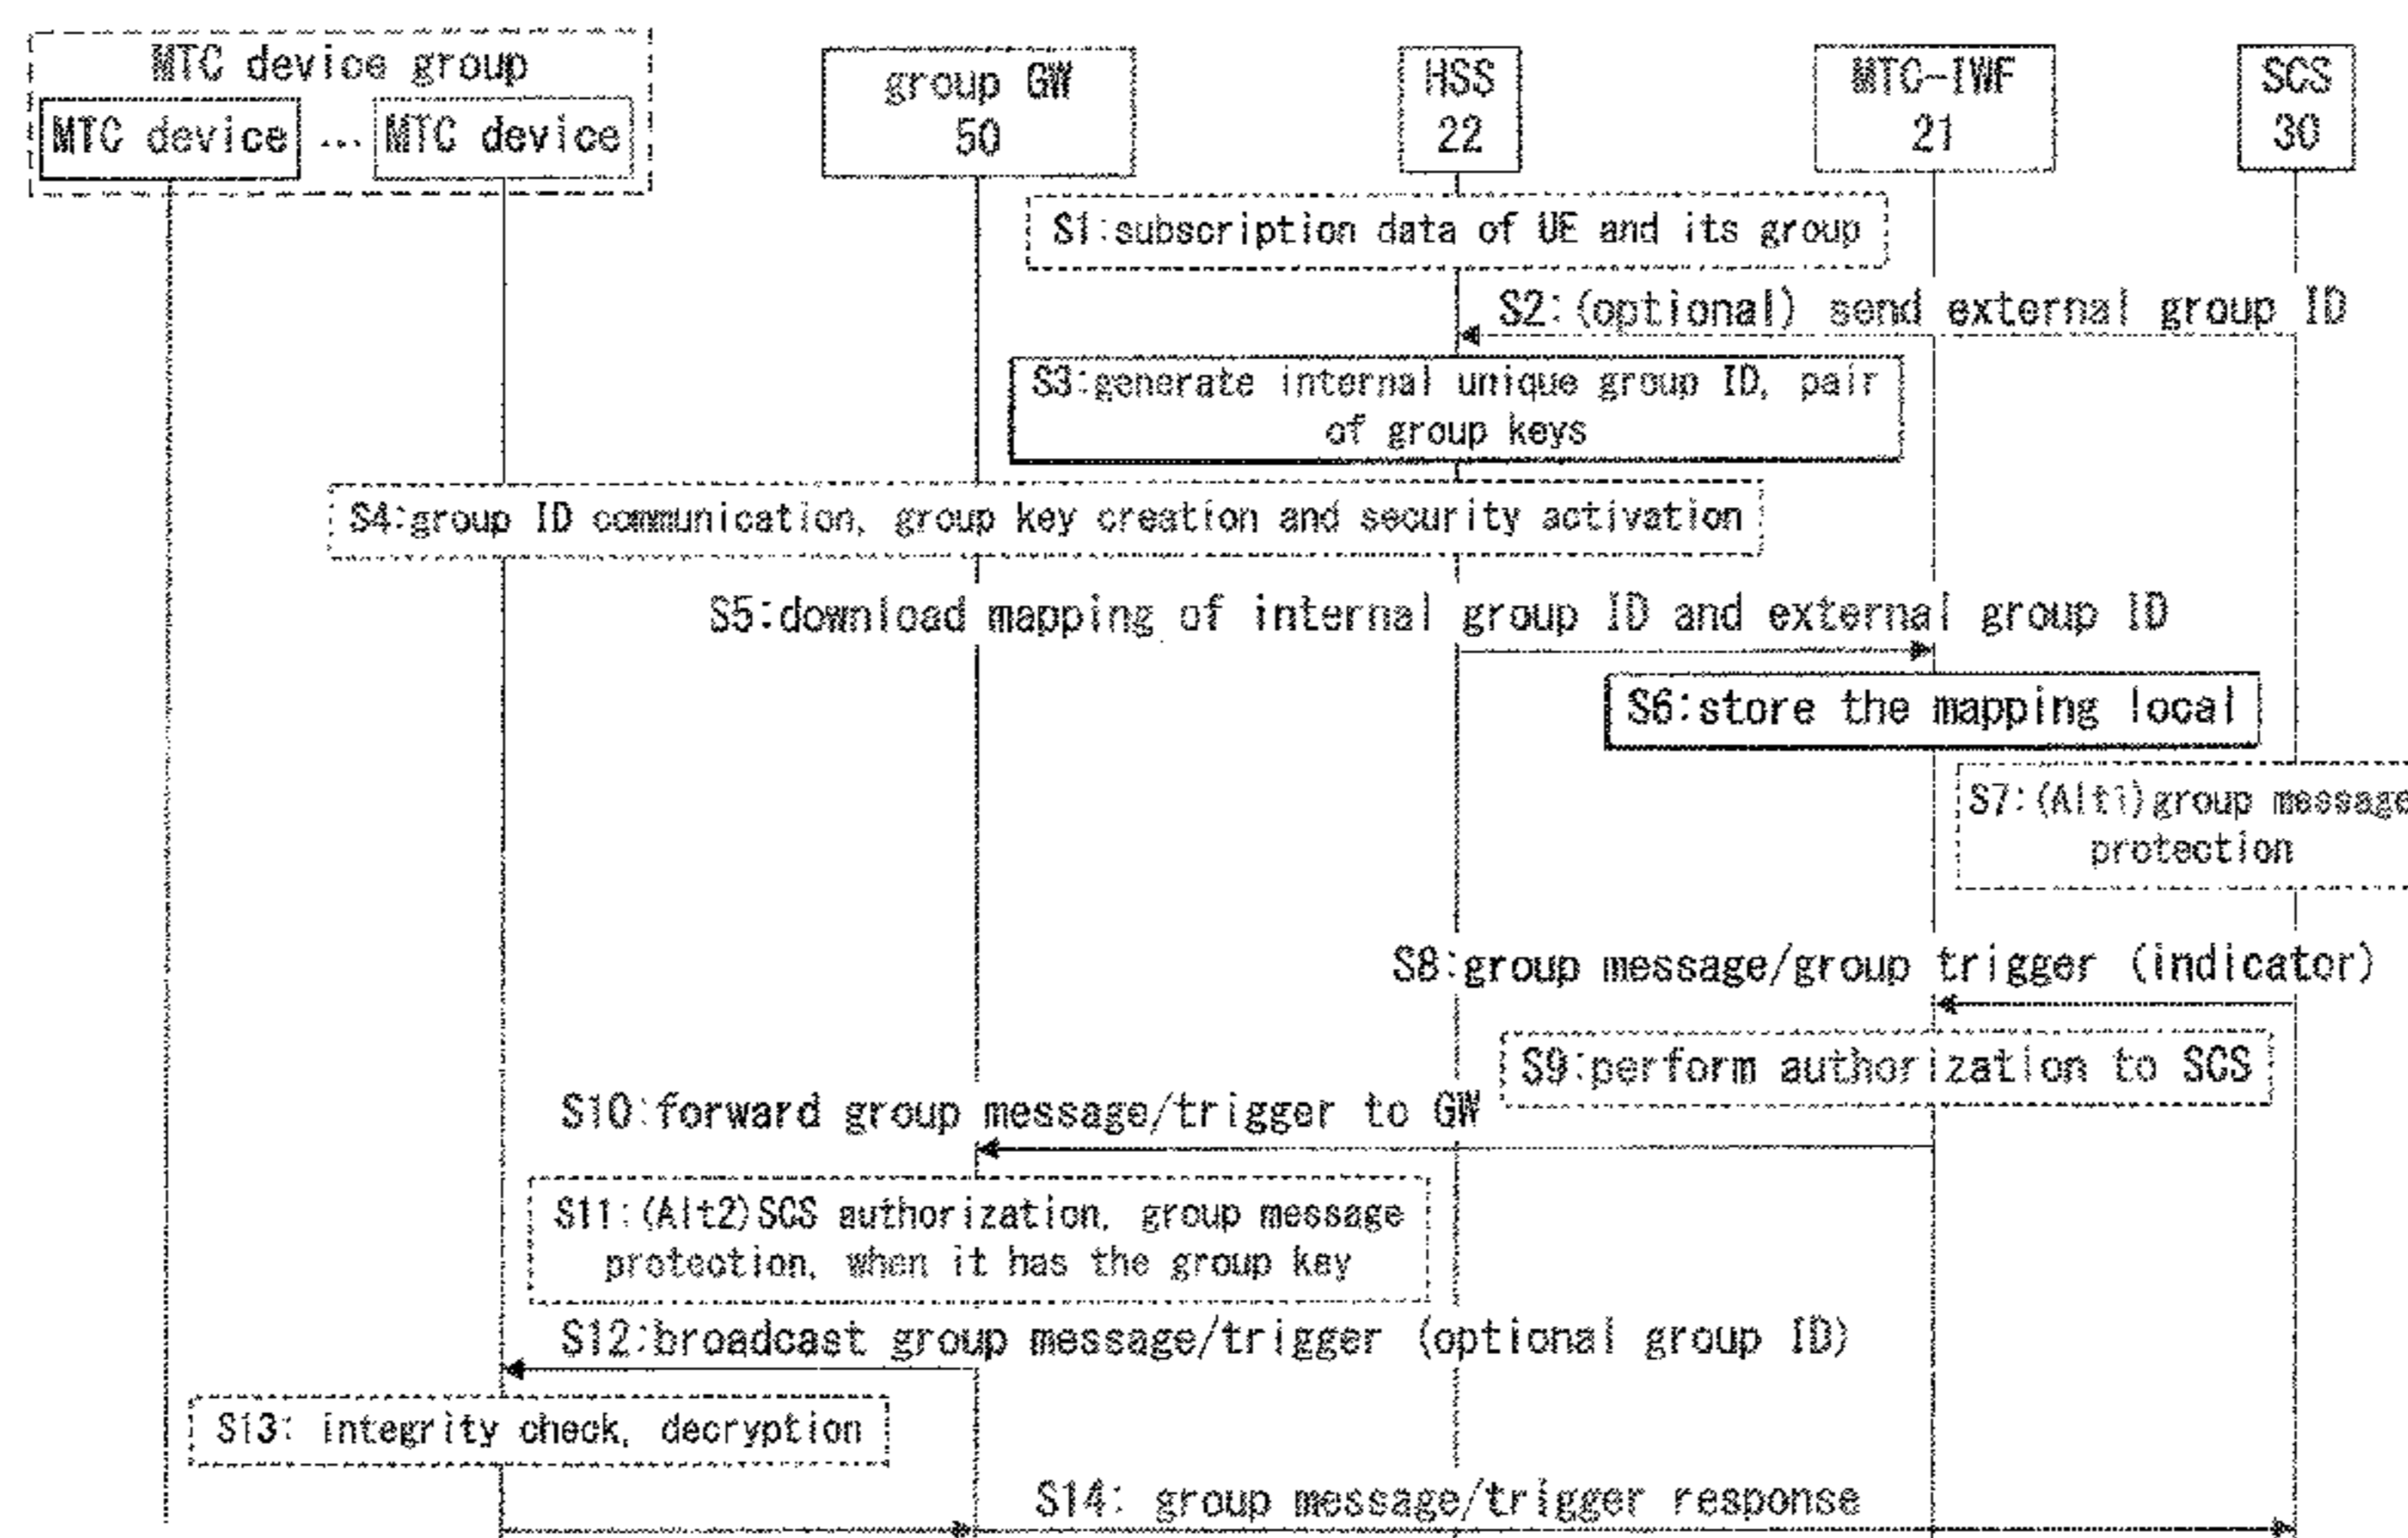 MTC device group
MTC device ... MTC device
group GW
50
HSS
22
MTC-IWF
21
SCS
30
S1:subscription data of UE and its group
S2:(optional) send external group ID
S3:generate internal unique group ID, pair
of group keys
S4:group ID communication, group key creation and security activation
S5:download mapping of internal group ID and external group ID
S6:store the mapping local
S7:(Alt1)group message
protection
S8:group message/group trigger (indicator)
S9:perform authorization to SCS
S10:forward group message/trigger to GW
S11:(Alt2)SCS authorization, group message
protection, when it has the group key
S12:broadcast group message/trigger (optional group ID)
S13: integrity check, decryption
S14: group message/trigger response